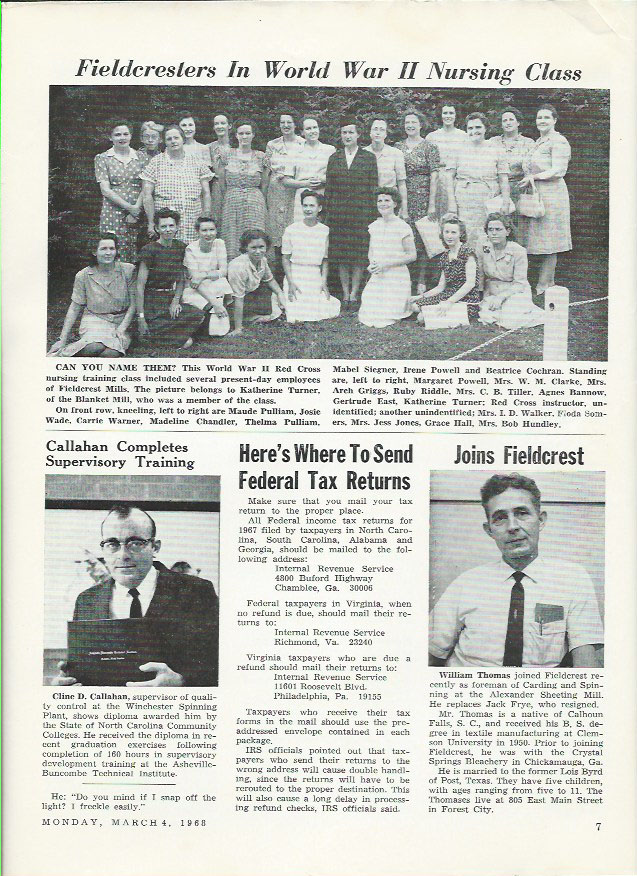 Fieldcresters In World War II Nursing Class
CAN YOU NAME THEM? This World War II Red Cross
nursing training class included several present-day employees
of Fieldcrest Mills. The picture belongs to Katherine Turner,
of the Blanket Mill, who was a member of the class.
On front row, kneeling, left to right are Maude Pulliam, Josie
Wade, Carrie Warner, Madeline Chandler, Thelma Pulliam,
Mabel Siegner, Irene Powell and Beatrice Cochran. Standing
are, left to right, Margaret Powell, Mrs. W. M. Clarke, Mrs.
Arch Griggs, Ruby Riddle, Mrs. C. B. Tiller, Agnes Bannow,
Gertrude East, Katherine Turner; Red Cross instructor, un-
identified; another unidentified; Mrs. I. D. Walker, Floda Som-
ers, Mrs. Jess Jones, Grace Hall, Mrs. Bob Hundley.
Callahan Completes
Supervisory Training
Cline D. Callahan, supervisor of quali-
ty control at the Winchester Spinning
Plant, shows diploma awarded him by
the State of North Carolina Community
Colleges. He received the diploma in re-
cent graduation exercises following
completion of 160 hours in supervisory
development training at the Asheville-
Buncombe Technical Institute.
He: "Do you mind if I snap off the
light? I freckle easily."
Here's Where To Send
Federal Tax Returns
Make sure that you mail your tax
return to the proper place.
All Federal income tax returns for
1967 filed by taxpayers in North Caro-
lina, South Carolina, Alabama and
Georgia, should be mailed to the fol-
lowing address:
Internal Revenue Service
4800 Buford Highway
Chamblee, Ga. 30006
Federal taxpayers in Virginia, when
no refund is due, should mail their re-
turns to:
Internal Revenue Service
Richmond, Va. 23240
Virginia taxpayers who are due a
refund should mail their returns to:
Internal Revenue Service
11601 Roosevelt Blvd.
Philadelphia, Pa. 19155
Taxpayers who receive their tax
forms in the mail should use the pre-
addressed envelope contained in each
package.
IRS officials pointed out that tax-
payers who send their returns to the
wrong address will cause double handl-
ing, since the returns will have to be
rerouted to the proper destination. This
will also cause a long delay in process-
ing refund checks, IRS officials said.
Joins Fieldcrest
William Thomas joined Fieldcrest re-
cently as foreman of Carding and Spin-
ning at the Alexander Sheeting Mill.
He replaces Jack Frye, who resigned.
Mr. Thomas is a native of Calhoun
Falls, S. C., and received his B. S. de-
gree in textile manufacturing at Clem-
son University in 1950. Prior to joining
Fieldcrest, he was with the Crystal
Springs Bleachery in Chickamauga, Ga.
He is married to the former Lois Byrd
of Post, Texas. They have five children,
with ages ranging from five to 11. The
Thomases live at 805 East Main Street
in Forest City.
MONDAY, MARCH 4, 1968
7